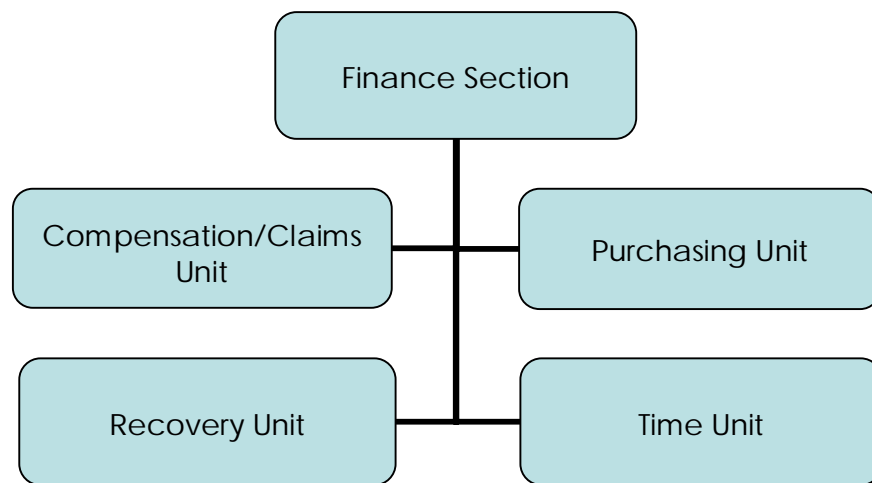 Finance Section
Compensation/Claims
Unit
Purchasing Unit
Recovery Unit
Time Unit